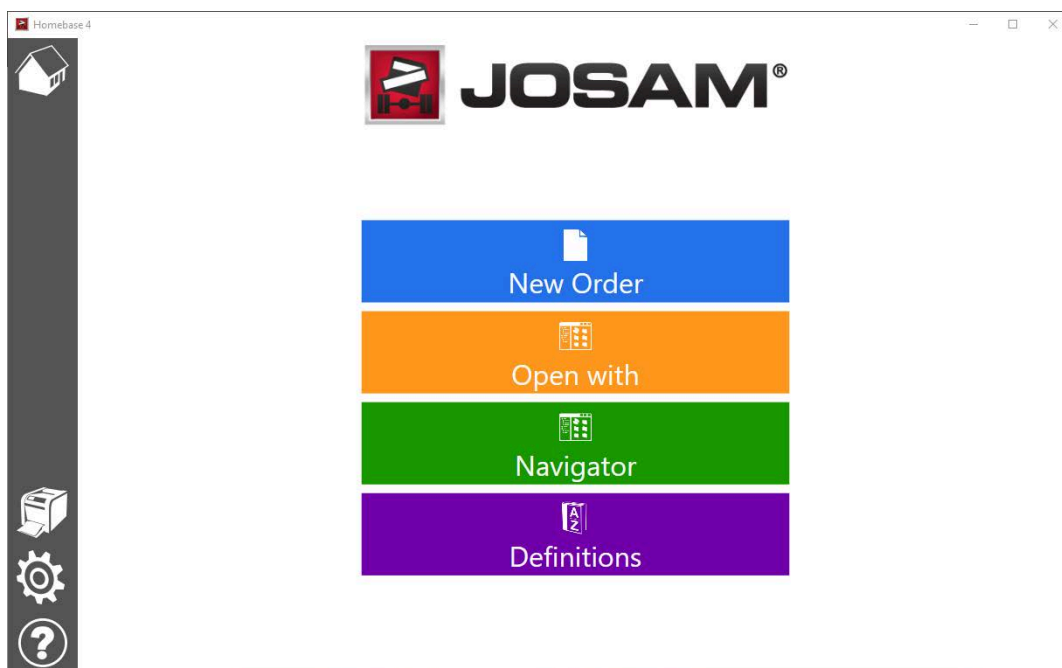 Homebase 4
JOSAM®
New Order
Open with
Navigator
A
Z
Definitions
?